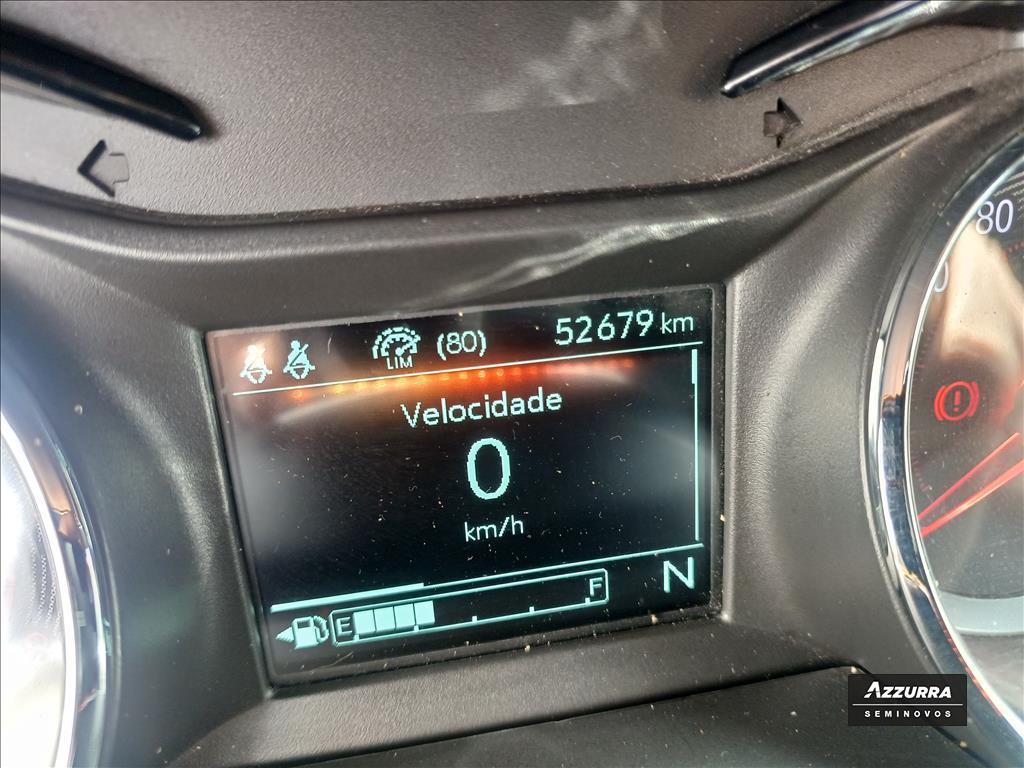 52679 km
LIM (80)
Velocidade
0
km/h
N
E F
80
AZZURRA
SEMINOVOS